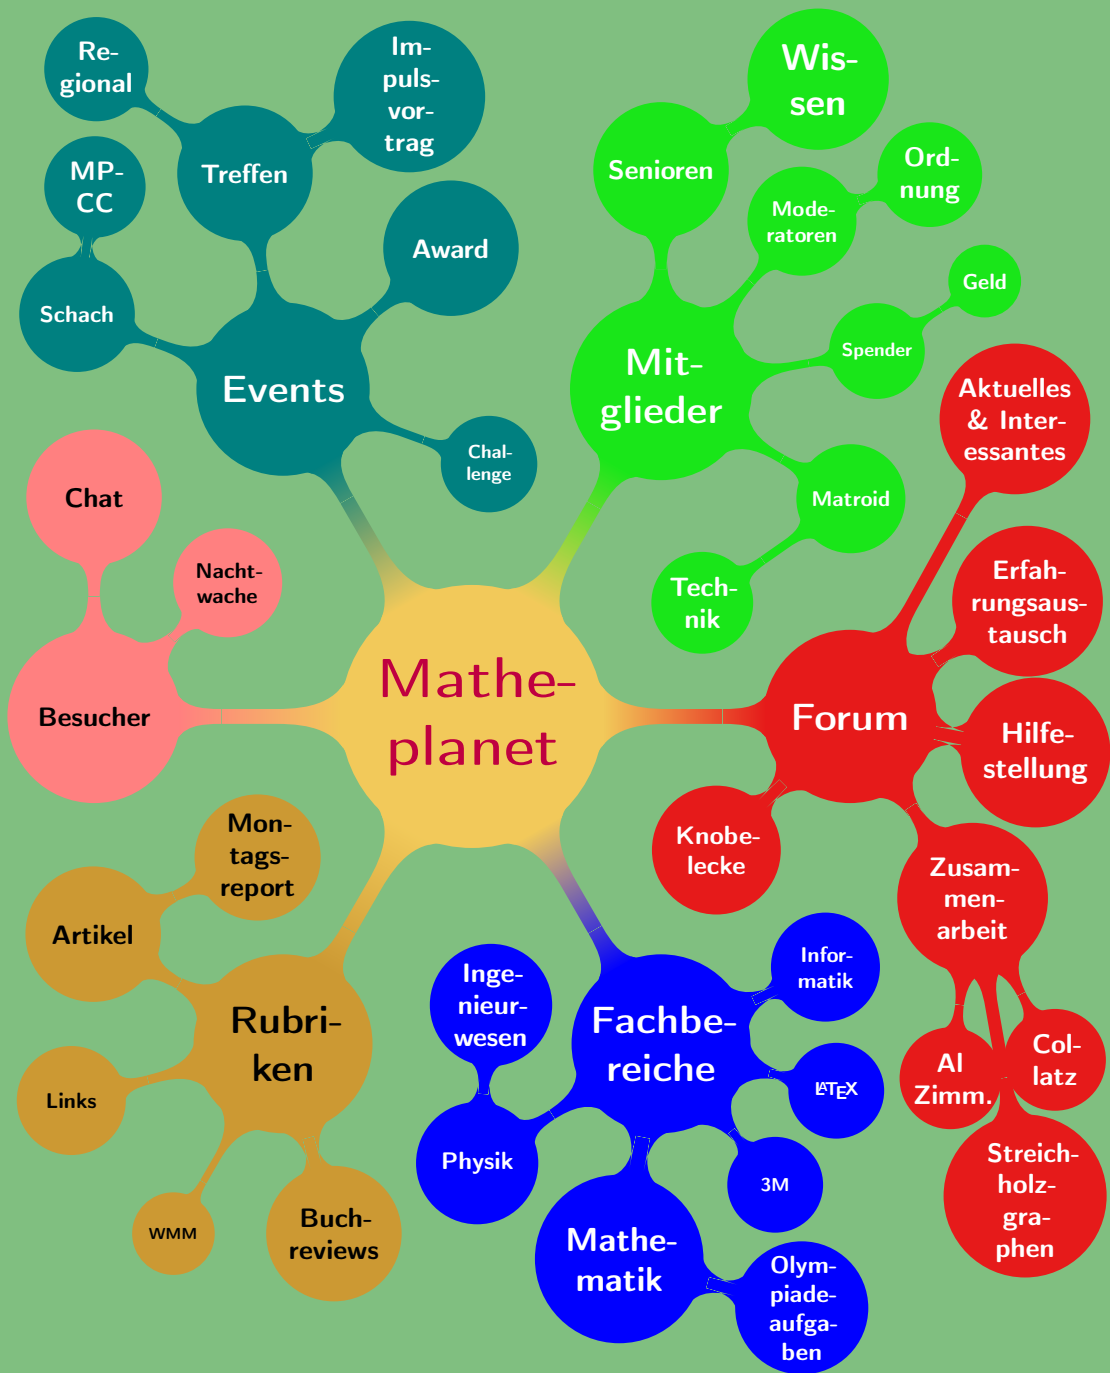 Re-
gional
Im-
puls-
vor-
trag
MP-
CC
Treffen
Schach
Award
Events
Chal-
lenge
Wis-
sen
Senioren
Mode-
ratoren
Ord-
nung
Geld
Spender
Mit-
glieder
Matroid
Tech-
nik
Aktuelles
& Inter-
essantes
Erfah-
rungsaus-
tausch
Forum
Hilfe-
stellung
Knobe-
lecke
Zusam-
men-
arbeit
Al
Zimm.
Col-
latz
Streich-
holz-
gra-
phen
Chat
Nacht-
wache
Besucher
Mathe-
planet
Mon-
tags-
report
Artikel
Rubri-
ken
Links
WMM
Buch-
reviews
Inge-
nieur-
wesen
Physik
Fachbe-
reiche
Infor-
matik
LATEX
3M
Mathe-
matik
Olym-
piade-
aufga-
ben